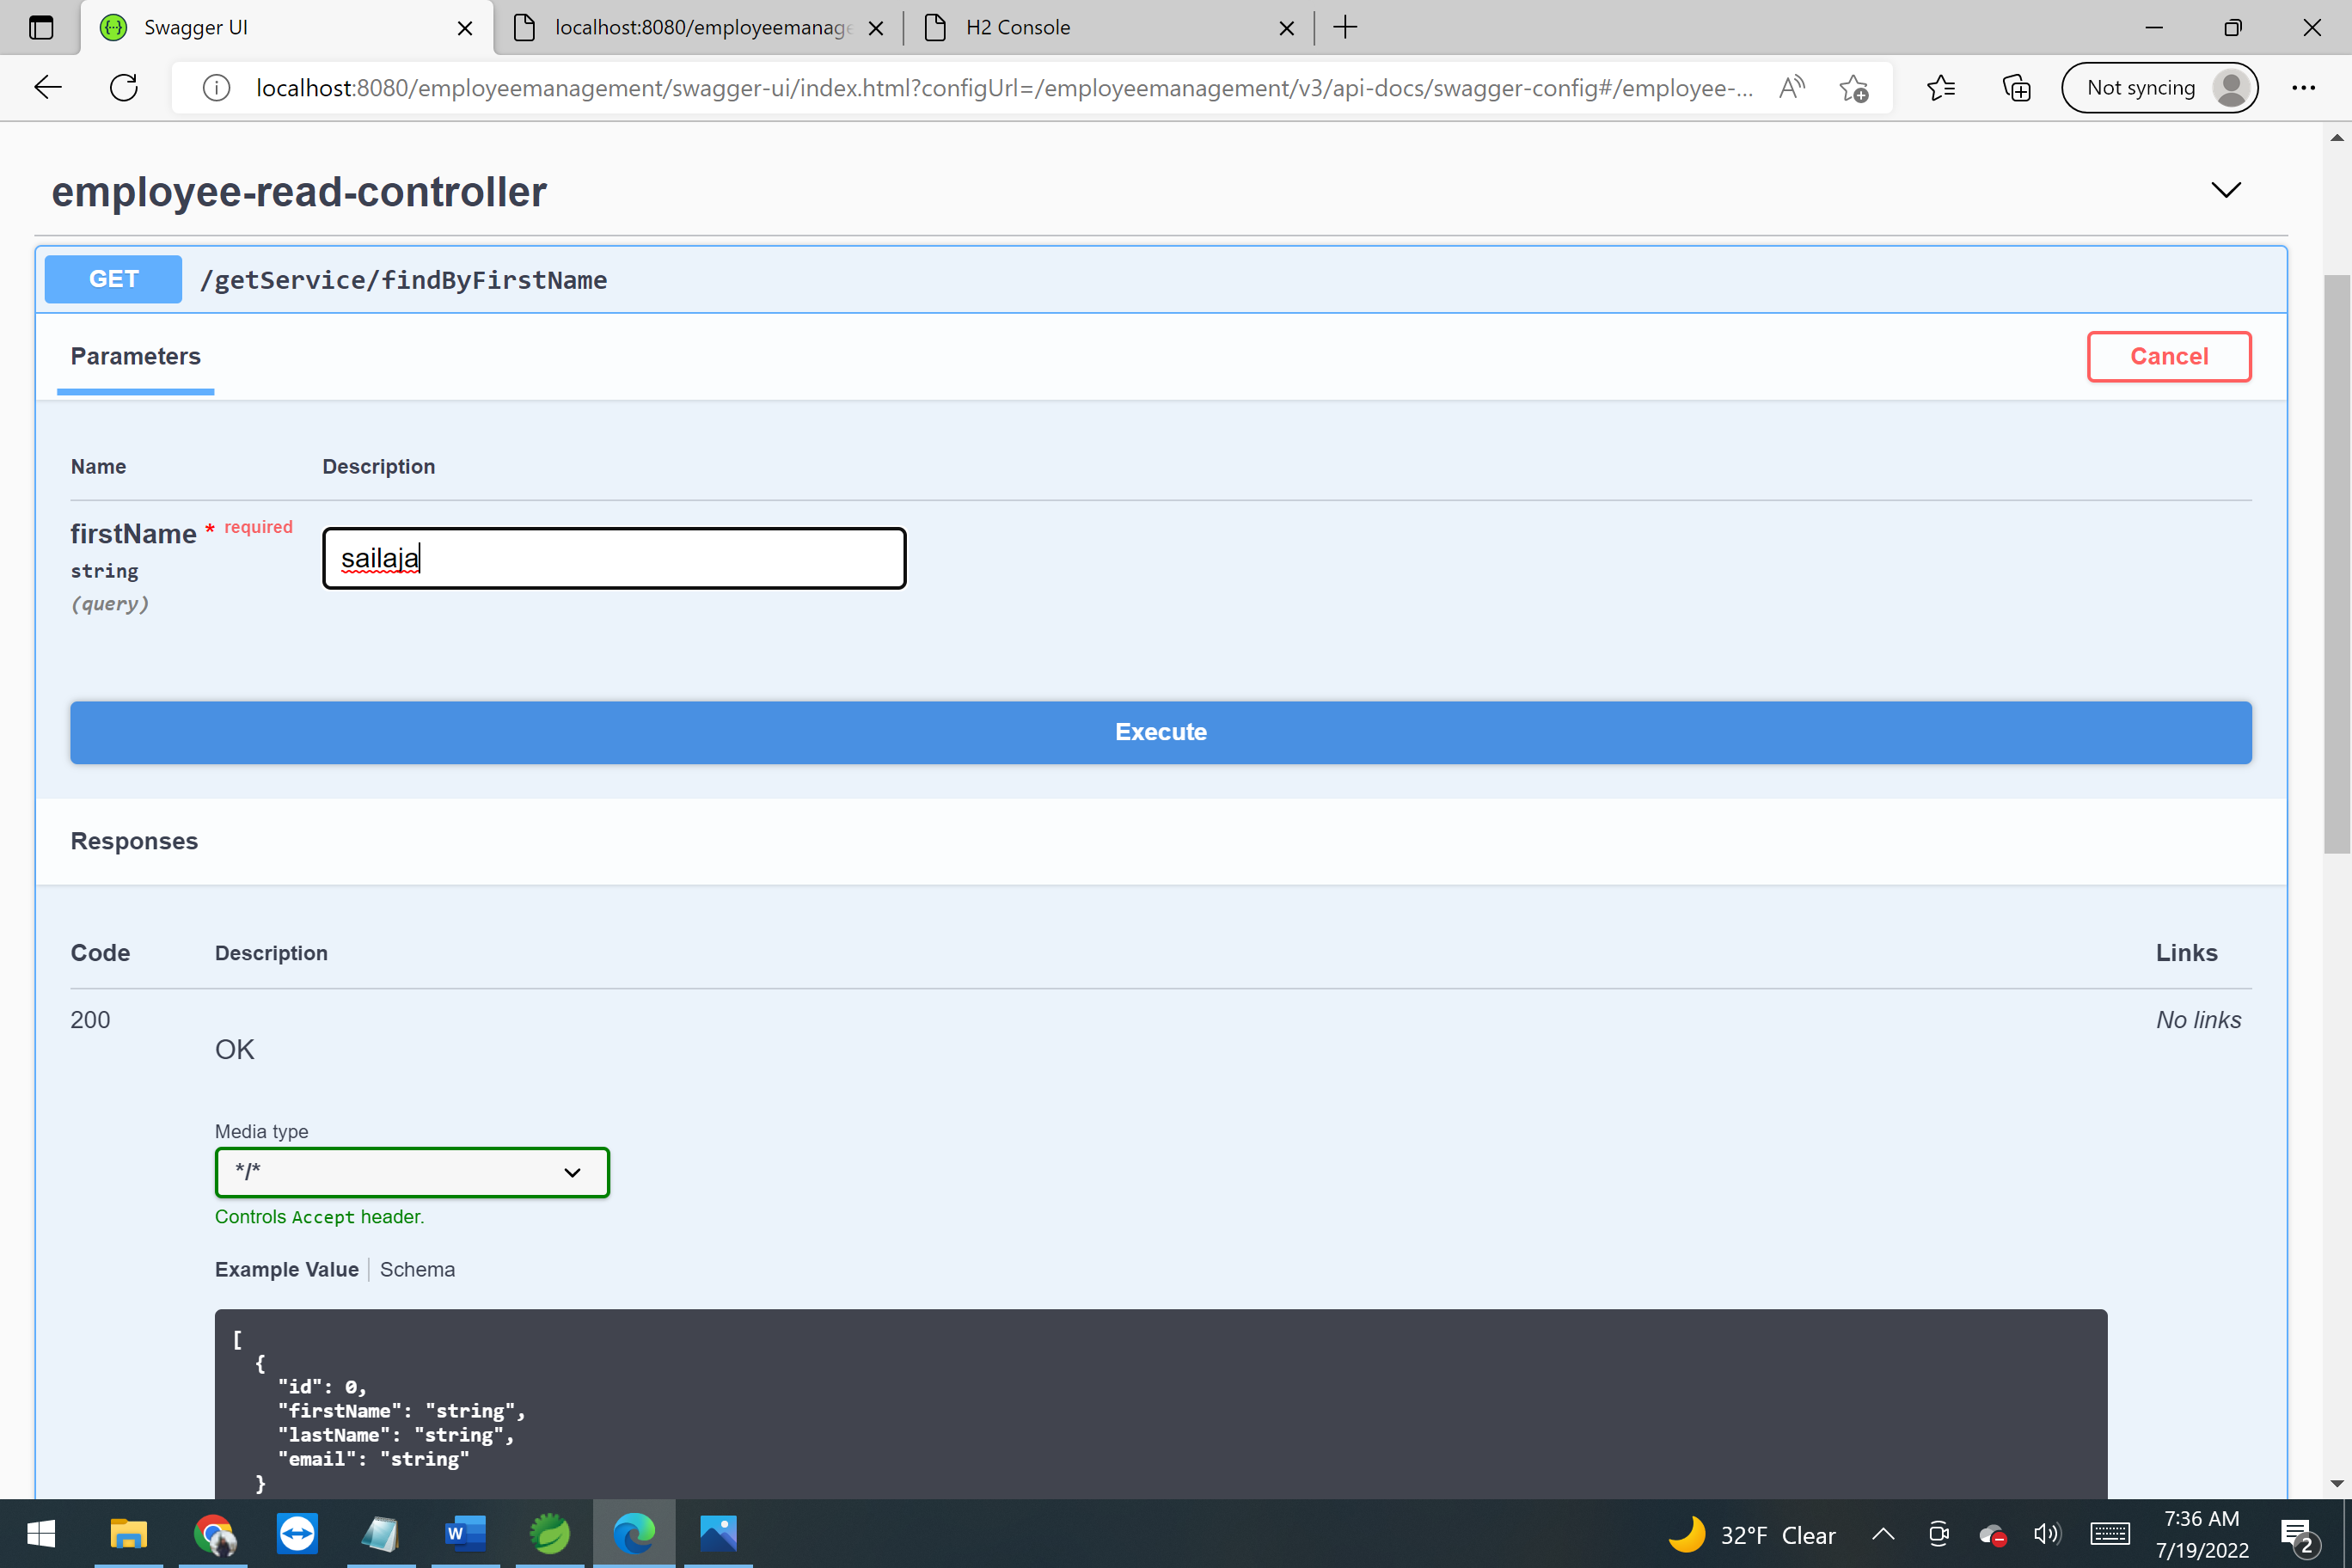 Swagger UI
localhost:8080/employeemanage
H2 Console
localhost:8080/employeemanagement/swagger-ui/index.html?configUrl=/employeemanagement/v3/api-docs/swagger-config#/employee-...
Not syncing
employee-read-controller
GET /getService/findByFirstName
Parameters
Cancel
Name Description
firstName * required
string
(query)
sailaja
Execute
Responses
Code Description Links
200 No links
OK
Media type
*/*
Controls Accept header.
Example Value Schema
[
{
"id": 0,
"firstName": "string",
"lastName": "string",
"email": "string"
}
W
32°F Clear
7:36 AM
7/19/2022
2